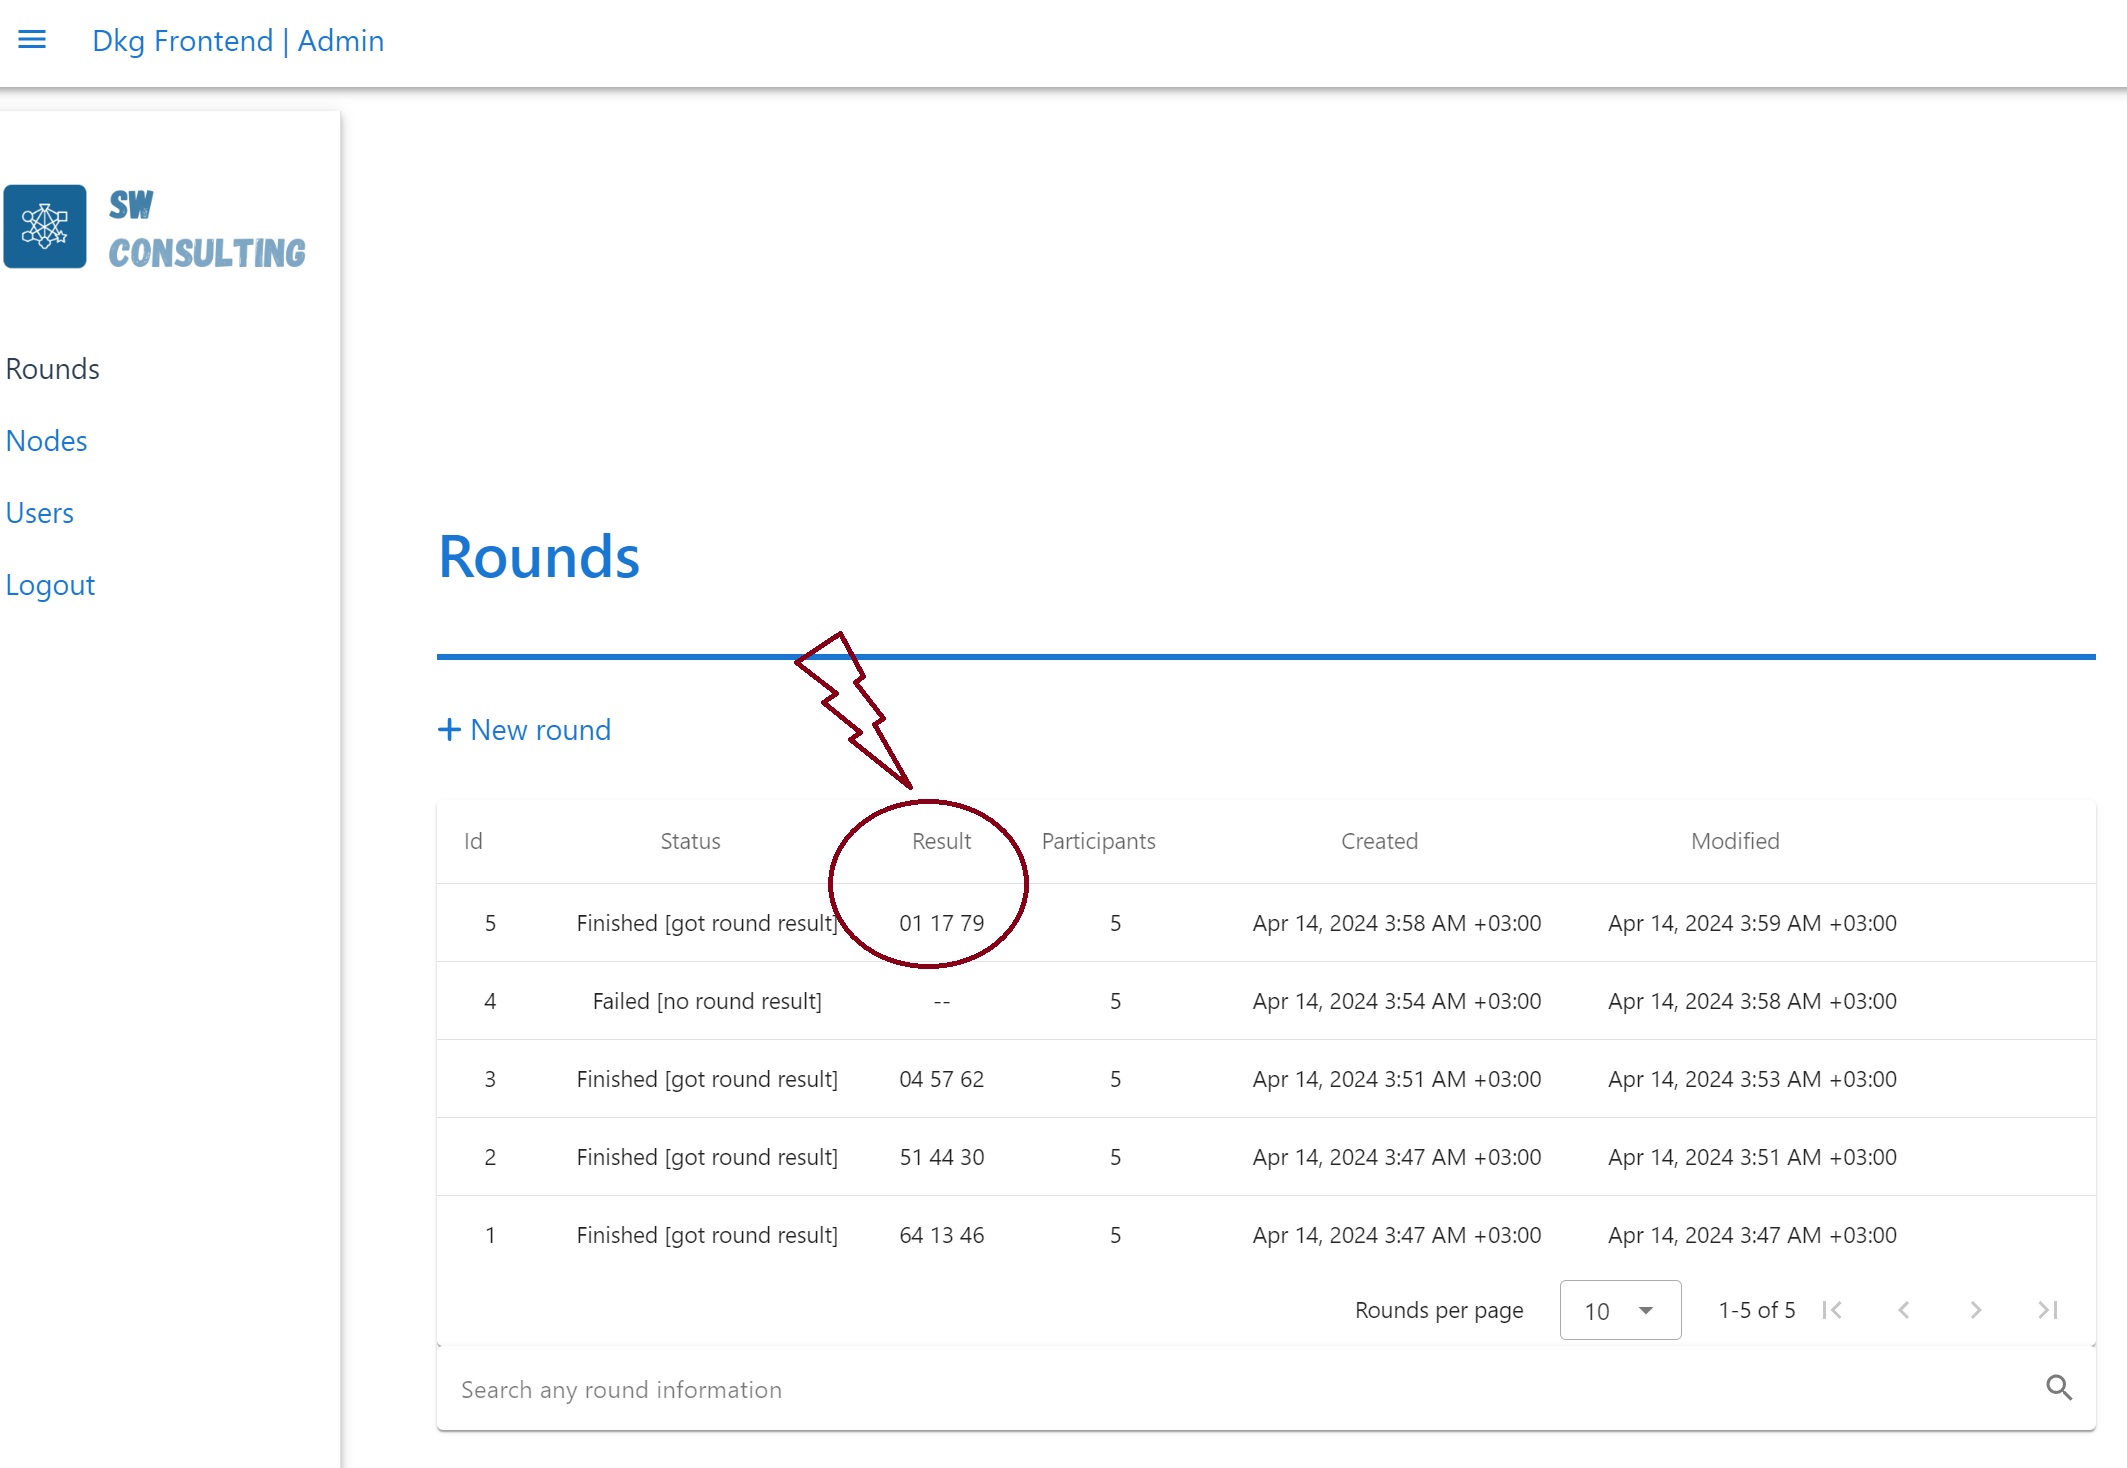 Dkg Frontend | Admin
SW
CONSULTING
Rounds
Nodes
Users
Logout
Rounds
+ New round
Id Status Result Participants Created Modified
5 Finished [got round result] 01 17 79 5 Apr 14, 2024 3:58 AM +03:00 Apr 14, 2024 3:59 AM +03:00
4 Failed [no round result] -- 5 Apr 14, 2024 3:54 AM +03:00 Apr 14, 2024 3:58 AM +03:00
3 Finished [got round result] 04 57 62 5 Apr 14, 2024 3:51 AM +03:00 Apr 14, 2024 3:53 AM +03:00
2 Finished [got round result] 51 44 30 5 Apr 14, 2024 3:47 AM +03:00 Apr 14, 2024 3:51 AM +03:00
1 Finished [got round result] 64 13 46 5 Apr 14, 2024 3:47 AM +03:00 Apr 14, 2024 3:47 AM +03:00
Rounds per page 10 1-5 of 5
Search any round information